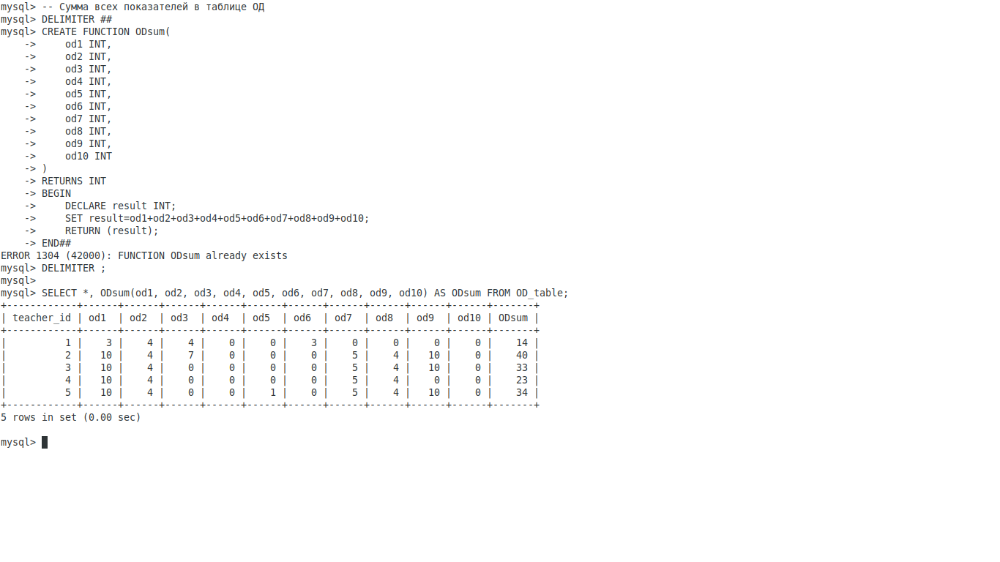 mysql> -- Сумма всех показателей в таблице ОД
mysql> DELIMITER ##
mysql> CREATE FUNCTION ODsum(
    ->     od1 INT,
    ->     od2 INT,
    ->     od3 INT,
    ->     od4 INT,
    ->     od5 INT,
    ->     od6 INT,
    ->     od7 INT,
    ->     od8 INT,
    ->     od9 INT,
    ->     od10 INT
    -> )
    -> RETURNS INT
    -> BEGIN
    ->     DECLARE result INT;
    ->     SET result=od1+od2+od3+od4+od5+od6+od7+od8+od9+od10;
    ->     RETURN (result);
    -> END##
ERROR 1304 (42000): FUNCTION ODsum already exists
mysql> DELIMITER ;
mysql>
mysql> SELECT *, ODsum(od1, od2, od3, od4, od5, od6, od7, od8, od9, od10) AS ODsum FROM OD_table;
+------------+------+------+------+------+------+------+------+------+------+------+-------+
| teacher_id | od1  | od2  | od3  | od4  | od5  | od6  | od7  | od8  | od9  | od10 | ODsum |
+------------+------+------+------+------+------+------+------+------+------+------+-------+
|          1 |    3 |    4 |    4 |    0 |    0 |    3 |    0 |    0 |    0 |    0 |    14 |
|          2 |   10 |    4 |    7 |    0 |    0 |    0 |    5 |    4 |   10 |    0 |    40 |
|          3 |   10 |    4 |    0 |    0 |    0 |    0 |    5 |    4 |   10 |    0 |    33 |
|          4 |   10 |    4 |    0 |    0 |    0 |    0 |    5 |    4 |    0 |    0 |    23 |
|          5 |   10 |    4 |    0 |    0 |    1 |    0 |    5 |    4 |   10 |    0 |    34 |
+------------+------+------+------+------+------+------+------+------+------+------+-------+
5 rows in set (0.00 sec)
mysql>